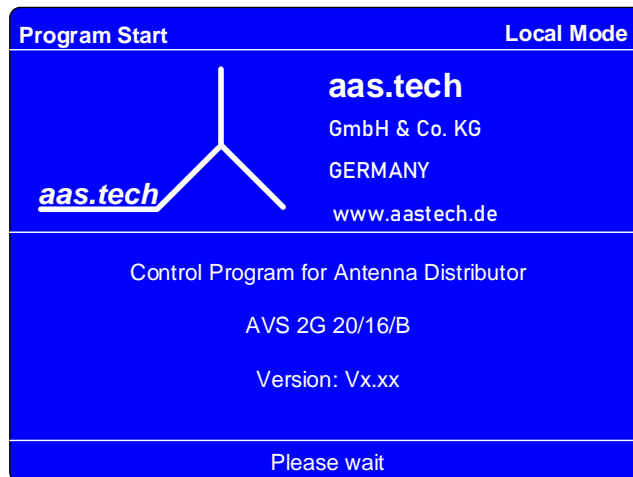 Program Start
Local Mode
aas.tech
GmbH & Co. KG
GERMANY
www.aastech.de
aas.tech
Control Program for Antenna Distributor
AVS 2G 20/16/B
Version: Vx.xx
Please wait